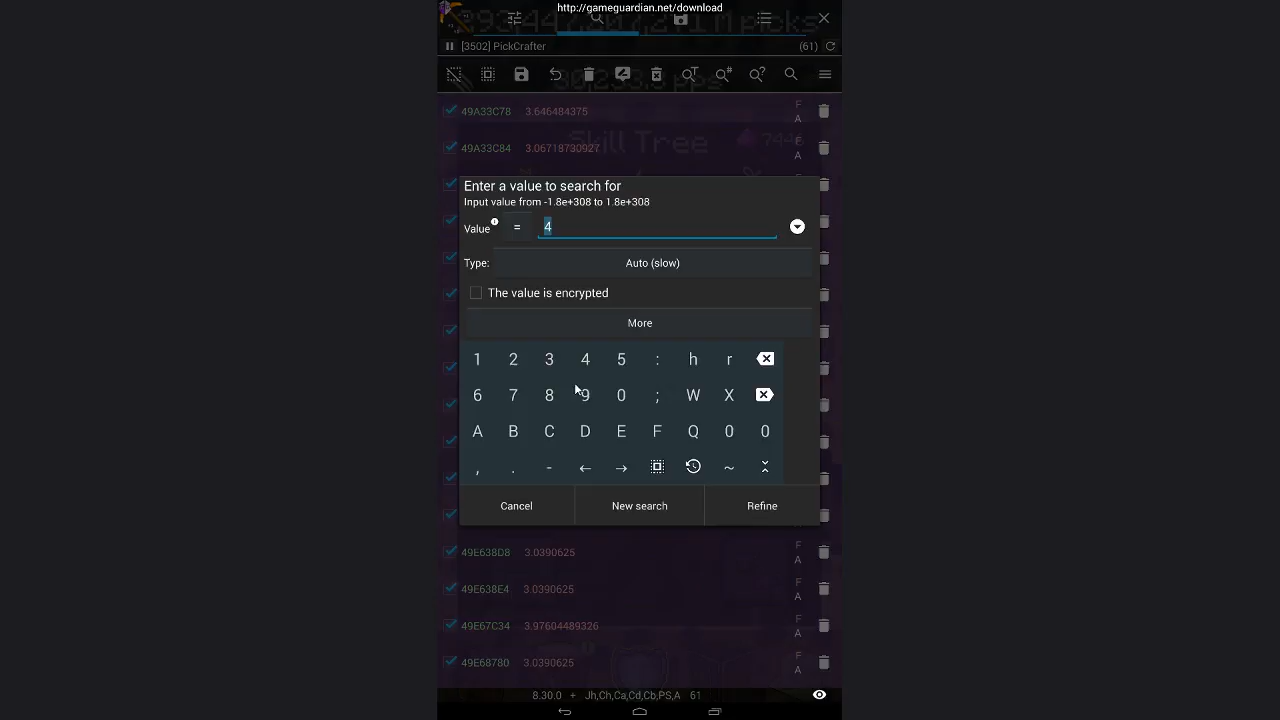 http://gameguardian.net/download
[3502] PickCrafter (61)
49A33C78 3.646484375 F A
Skill Tree
49A33C84 3.06718730927 F A
Enter a value to search for
Input value from -1.8e+308 to 1.8e+308
Value = 4
Type: Auto (slow)
The value is encrypted
More
1 2 3 4 5 : h r
6 7 8 9 0 ; W X
A B C D E F Q 0 0
, . - ← → ~
Cancel New search Refine
49E638D8 3.0390625 F A
49E638E4 3.0390625 F A
49E67C34 3.97604489326 F A
49E68780 3.0390625 F A
8.30.0 + Jh,Ch,Ca,Cd,Cb,PS,A 61